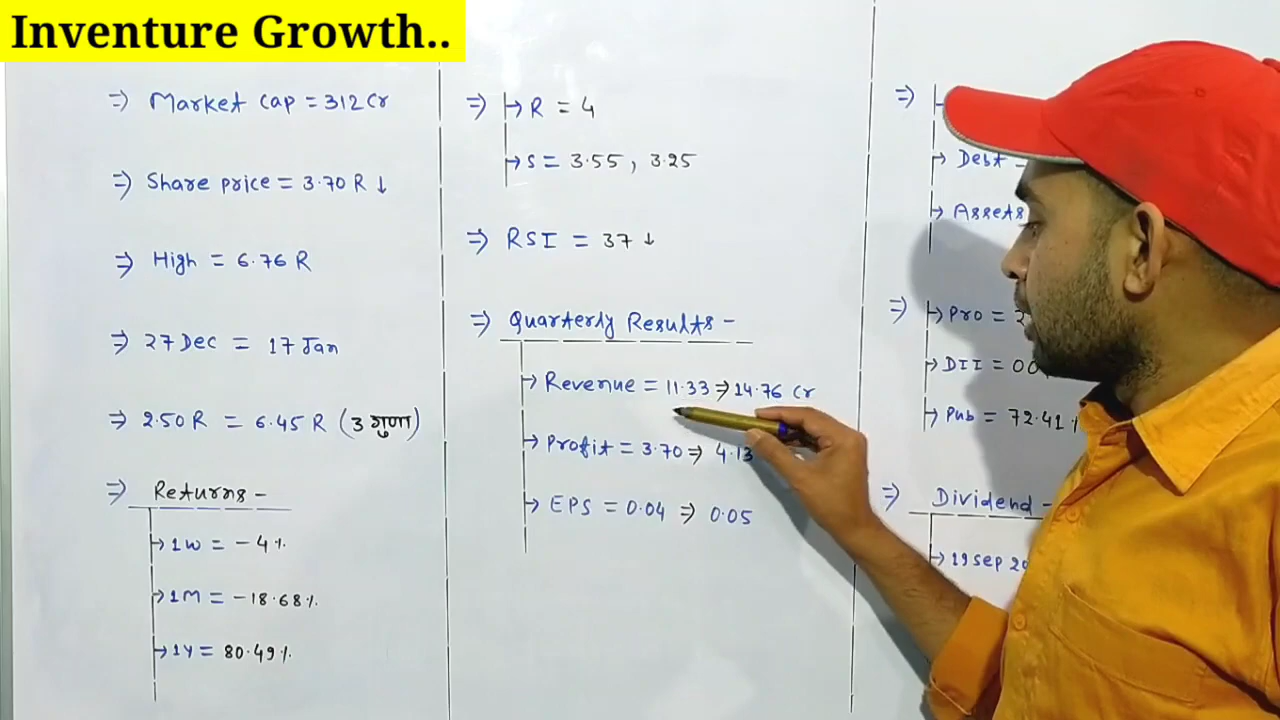 Inventure Growth..
⇒ Market Cap = 312 Cr
⇒ Share price = 3.70 R ↓
⇒ High = 6.76 R
⇒ 27 Dec = 17 Jan
⇒ 2.50 R = 6.45 R (3 गुणा)
⇒ Returns -
→ 1W = -4%
→ 1M = -18.68%
→ 1Y = 80.49%
⇒ → R = 4
→ S = 3.55, 3.25
⇒ RSI = 37 ↓
⇒ Quarterly Results -
→ Revenue = 11.33 ⇒ 14.76 Cr
→ Profit = 3.70 ⇒ 4.13
→ EPS = 0.04 ⇒ 0.05
⇒
→ Debt -
→ Assets
⇒ → Pro =
→ DII =
→ Pub = 72.41%
⇒ Dividend -
→ 19 Sep